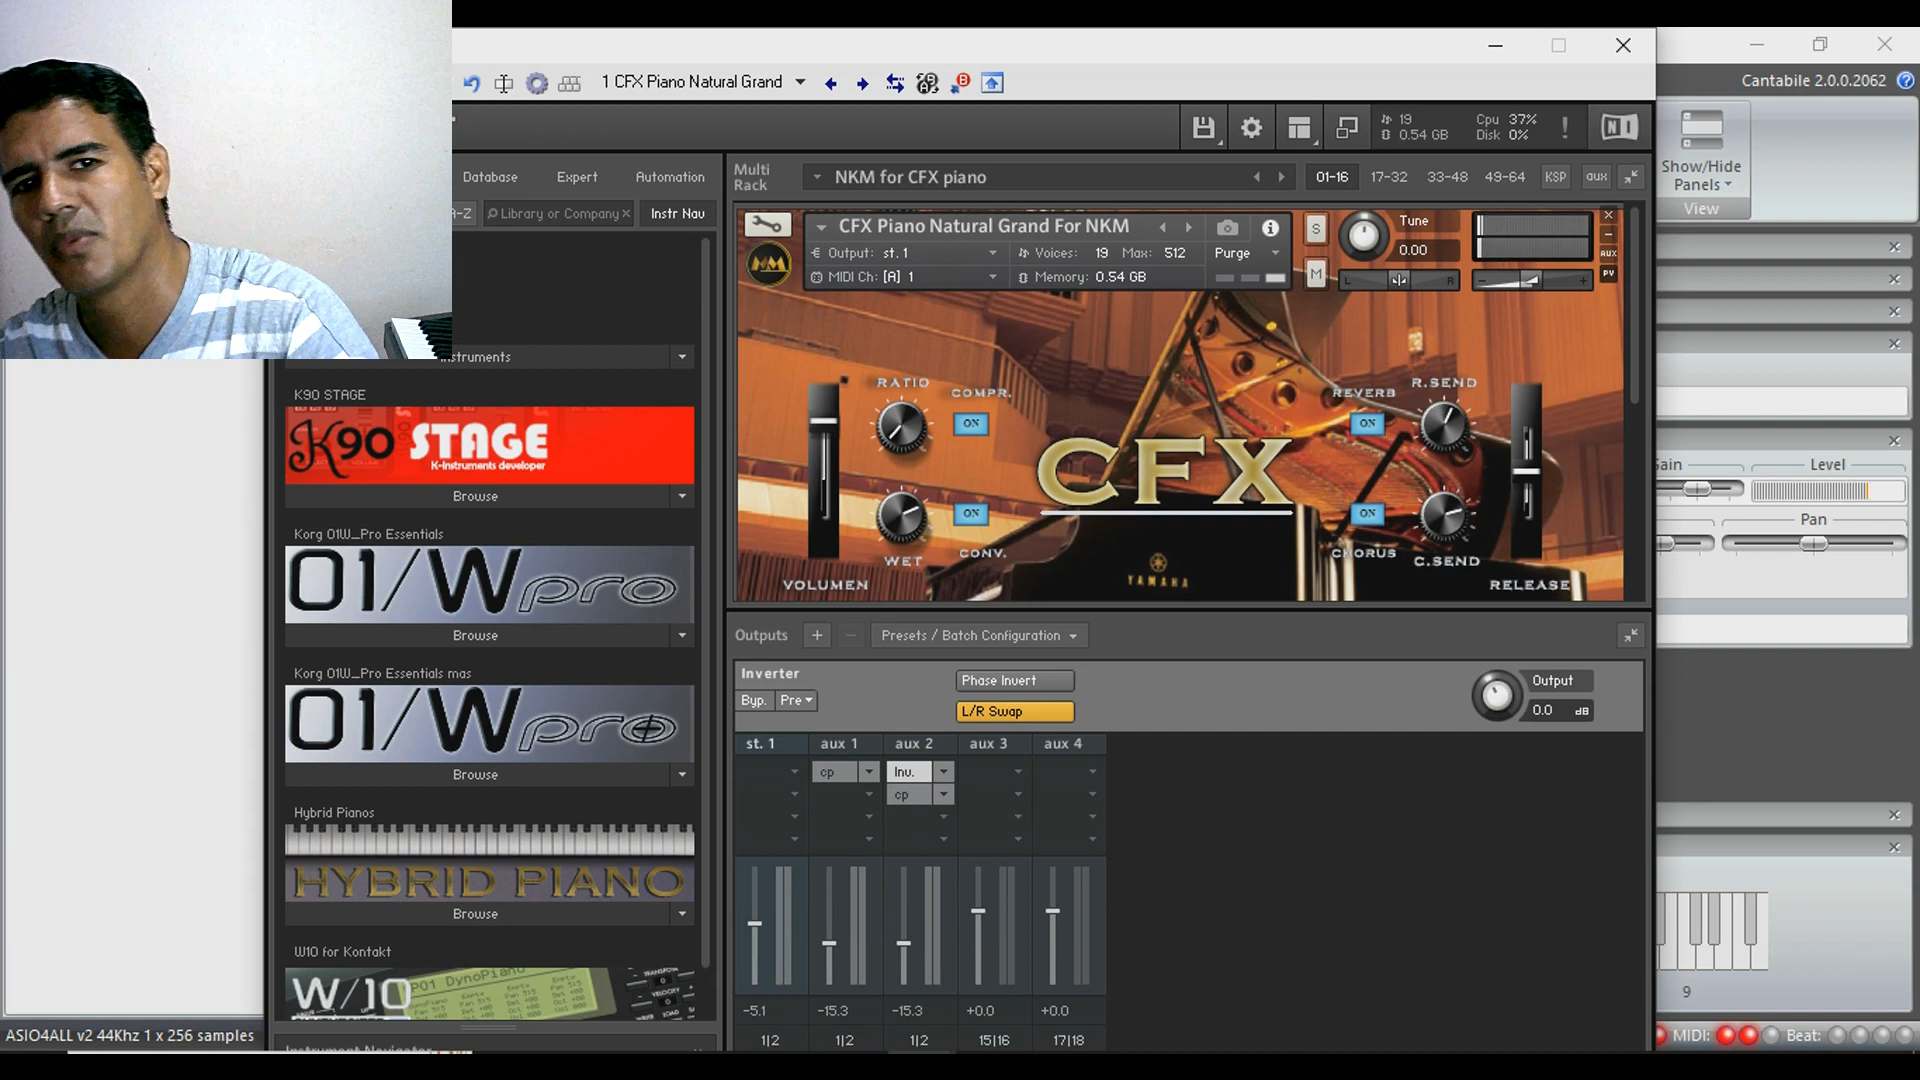 Cantabile 2.0.0.2062
1 CFX Piano Natural Grand
19
0.54 GB
Cpu 37%
Disk 0%
Show/Hide
Panels
View
Database Expert Automation
A-Z Library or Company Instr Nav
Multi
Rack
NKM for CFX piano
01-16 17-32 33-48 49-64 KSP aux
CFX Piano Natural Grand For NKM
Output: st.1 Voices: 19 Max: 512 Purge
MIDI Ch: [A] 1 Memory: 0.54 GB
S
M
Tune
0.00
L R
AUX
PV
RATIO
COMPR.
ON
REVERB
ON
R.SEND
CFX
WET
ON
CONV.
ON
CHORUS
C.SEND
VOLUMEN
YAMAHA
RELEASE
K90 STAGE
K90 STAGE
K-instruments developer
Browse
Korg 01W_Pro Essentials
01/W pro
Browse
Korg 01W_Pro Essentials mas
01/W pro
Browse
Hybrid Pianos
HYBRID PIANO
Browse
W10 for Kontakt
W/10
P01 DynoPiano
Outputs + Presets / Batch Configuration
Inverter
Byp. Pre
Phase Invert
L/R Swap
Output
0.0 dB
st. 1 aux 1 aux 2 aux 3 aux 4
cp Inv.
cp
-5.1 -15.3 -15.3 +0.0 +0.0
1|2 1|2 1|2 15|16 17|18
Level
Pan
9
ASIO4ALL v2 44Khz 1 x 256 samples
MIDI: Beat: